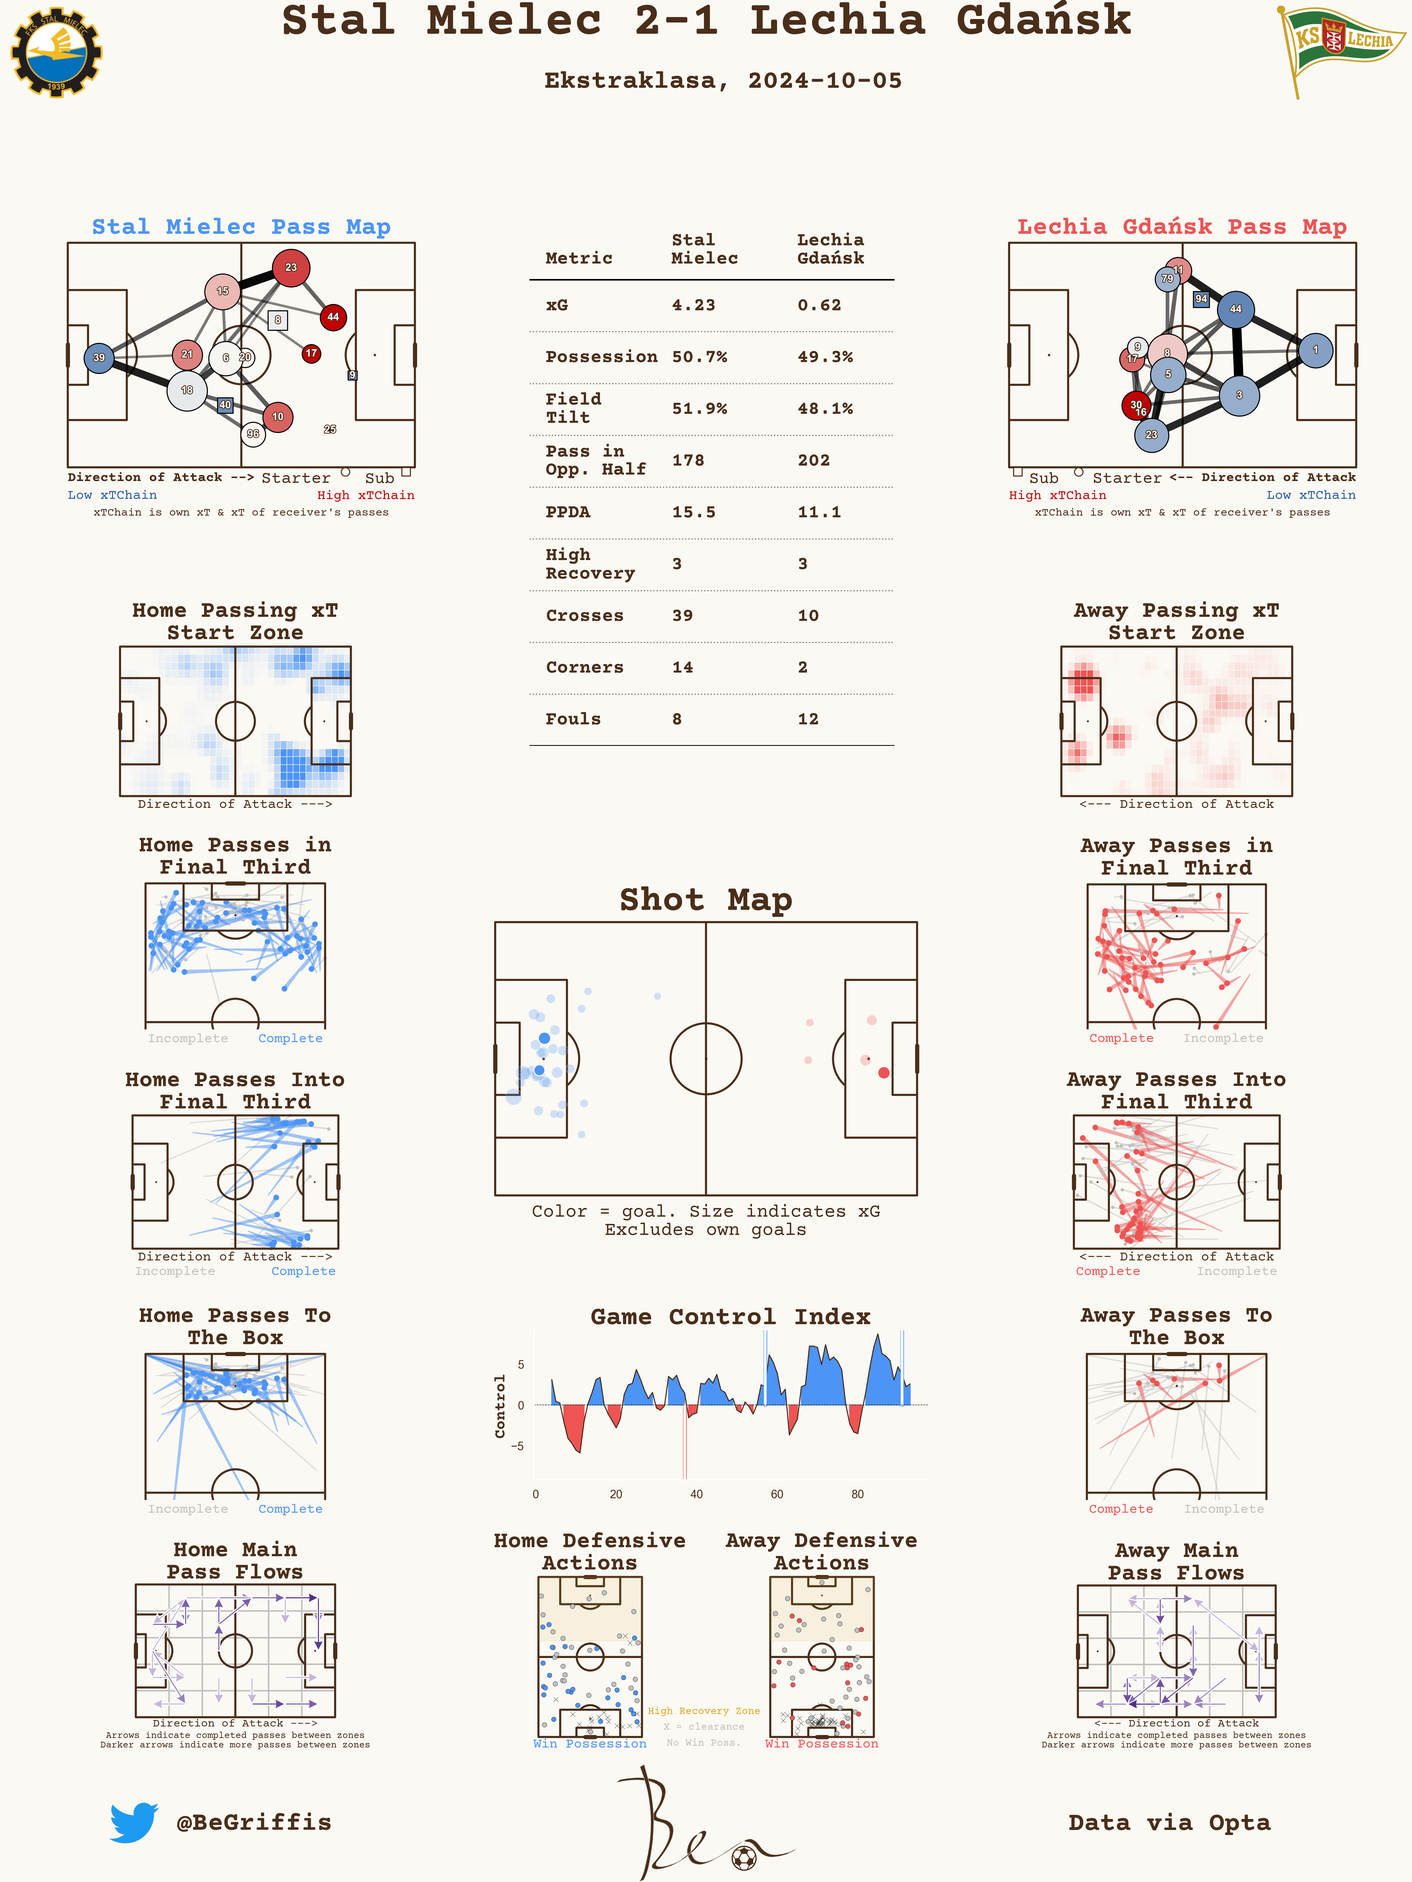 Stal Mielec 2-1 Lechia Gdańsk
Ekstraklasa, 2024-10-05
FKS STAL MIELEC
1939
KS LECHIA
Stal Mielec Pass Map
23
15
44
8
17
39
21
6
20
9
18
40
10
96
25
Direction of Attack --> Starter Sub
Low xTChain High xTChain
xTChain is own xT & xT of receiver's passes
Metric Stal Mielec Lechia Gdańsk
xG 4.23 0.62
Possession 50.7% 49.3%
Field Tilt 51.9% 48.1%
Pass in Opp. Half 178 202
PPDA 15.5 11.1
High Recovery 3 3
Crosses 39 10
Corners 14 2
Fouls 8 12
Lechia Gdańsk Pass Map
11
79
94
44
9
17
8
1
5
30
16
3
23
Sub Starter <-- Direction of Attack
High xTChain Low xTChain
xTChain is own xT & xT of receiver's passes
Home Passing xT
Start Zone
Direction of Attack --->
Away Passing xT
Start Zone
<--- Direction of Attack
Home Passes in
Final Third
Incomplete Complete
Away Passes in
Final Third
Complete Incomplete
Shot Map
Color = goal. Size indicates xG
Excludes own goals
Home Passes Into
Final Third
Direction of Attack --->
Incomplete Complete
Away Passes Into
Final Third
<--- Direction of Attack
Complete Incomplete
Home Passes To
The Box
Incomplete Complete
Game Control Index
Control
5
0
−5
0 20 40 60 80
Away Passes To
The Box
Complete Incomplete
Home Main
Pass Flows
Direction of Attack --->
Arrows indicate completed passes between zones
Darker arrows indicate more passes between zones
Home Defensive
Actions
Win Possession
High Recovery Zone
X = clearance
No Win Poss.
Away Defensive
Actions
Win Possession
Away Main
Pass Flows
<--- Direction of Attack
Arrows indicate completed passes between zones
Darker arrows indicate more passes between zones
@BeGriffis
Ben
Data via Opta